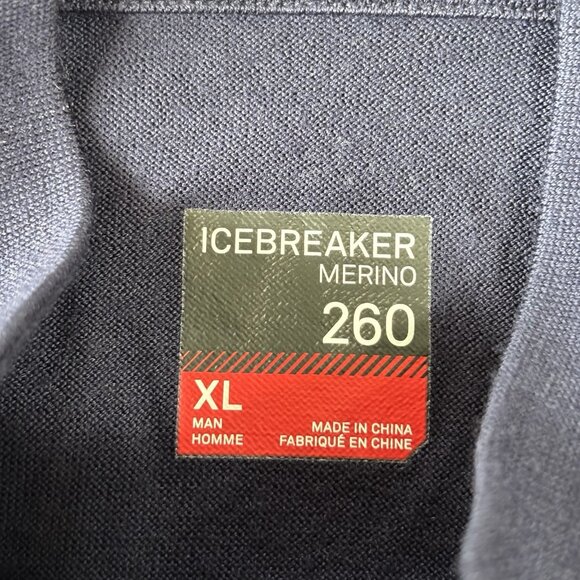 ICEBREAKER
MERINO
260
XL
MAN
HOMME
MADE IN CHINA
FABRIQUÉ EN CHINE